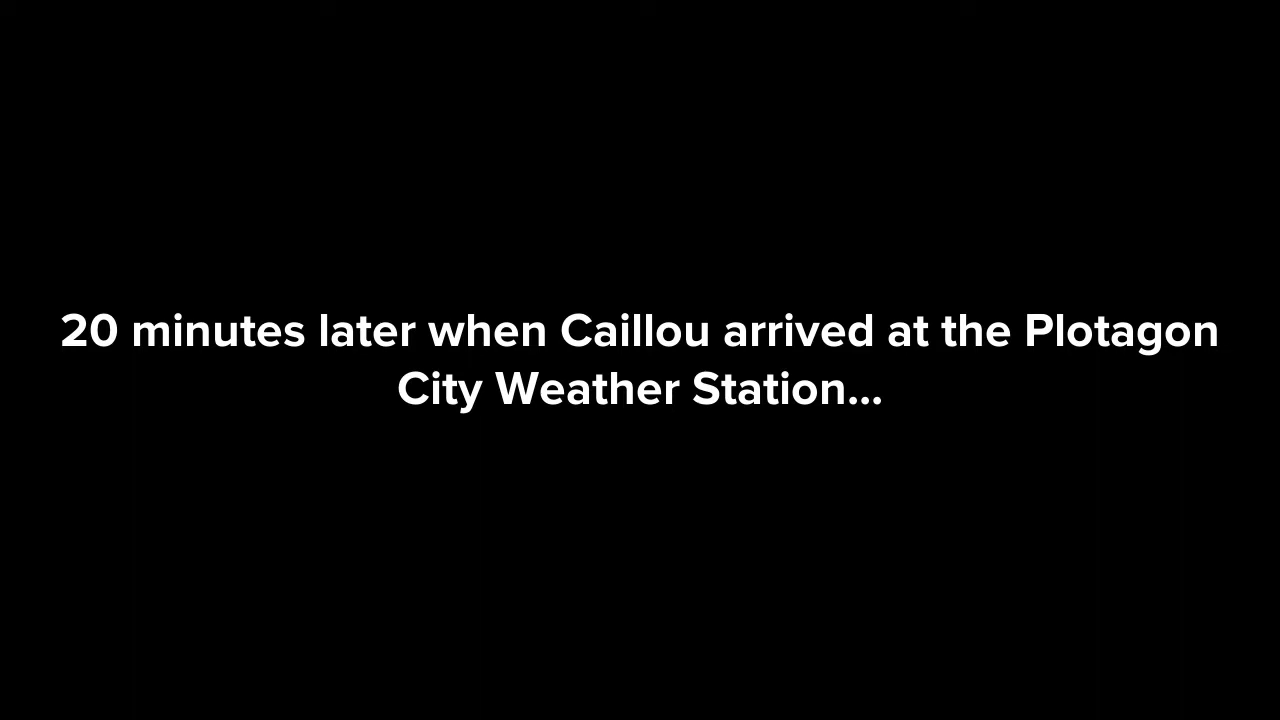 20 minutes later when Caillou arrived at the Plotagon
City Weather Station...